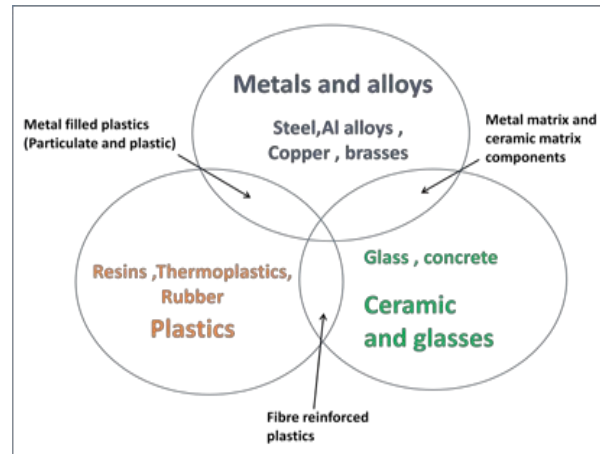 Metals and alloys
Steel,Al alloys ,
Copper , brasses
Metal filled plastics
(Particulate and plastic)
Metal matrix and
ceramic matrix
components
Resins ,Thermoplastics,
Rubber
Plastics
Glass , concrete
Ceramic
and glasses
Fibre reinforced
plastics